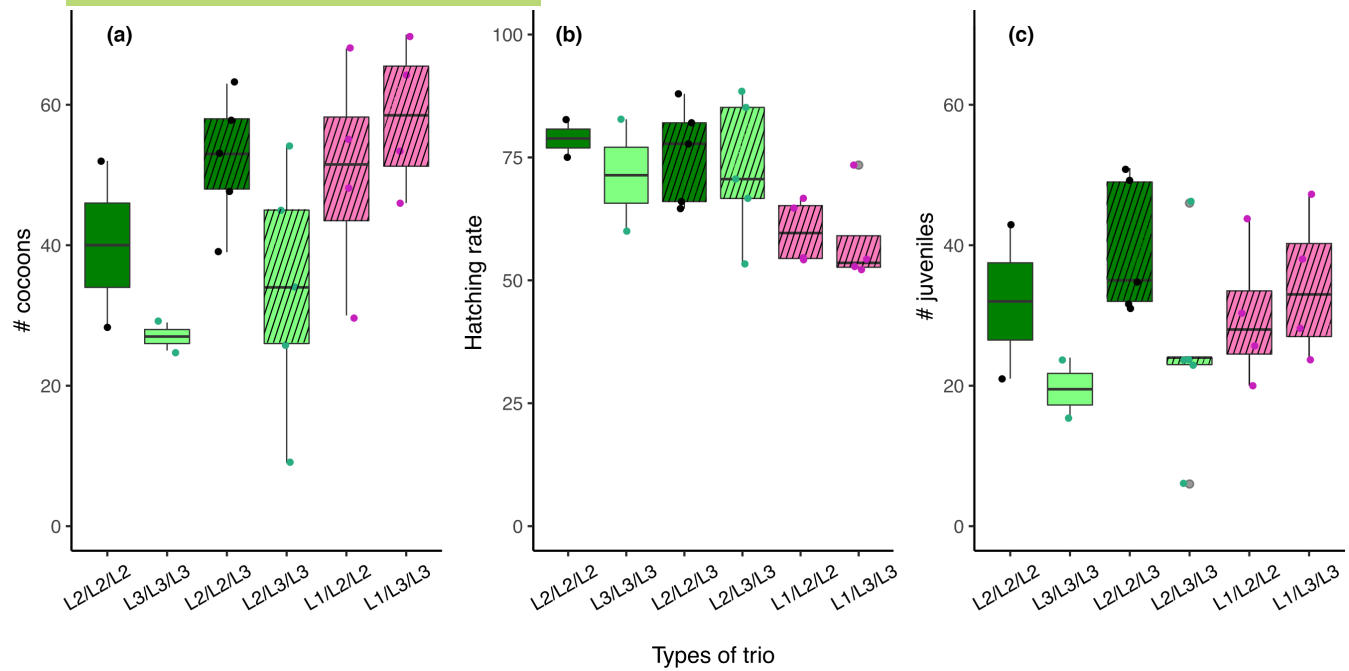 (a)
# cocoons
60
40
20
0
L2/L2/L2
L3/L3/L3
L2/L2/L3
L2/L3/L3
L1/L2/L2
L1/L3/L3
(b)
Hatching rate
100
75
50
25
0
L2/L2/L2
L3/L3/L3
L2/L2/L3
L2/L3/L3
L1/L2/L2
L1/L3/L3
(c)
# juveniles
60
40
20
0
L2/L2/L2
L3/L3/L3
L2/L2/L3
L2/L3/L3
L1/L2/L2
L1/L3/L3
Types of trio